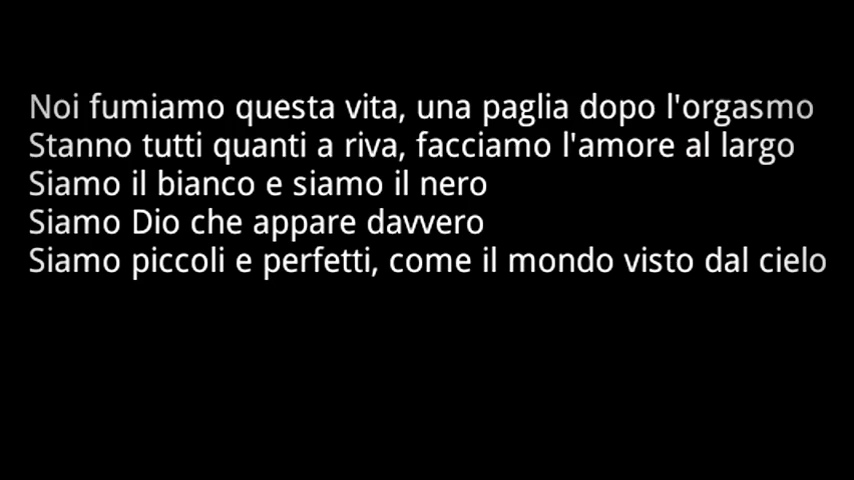 Noi fumiamo questa vita, una paglia dopo l'orgasmo
Stanno tutti quanti a riva, facciamo l'amore al largo
Siamo il bianco e siamo il nero
Siamo Dio che appare davvero
Siamo piccoli e perfetti, come il mondo visto dal cielo